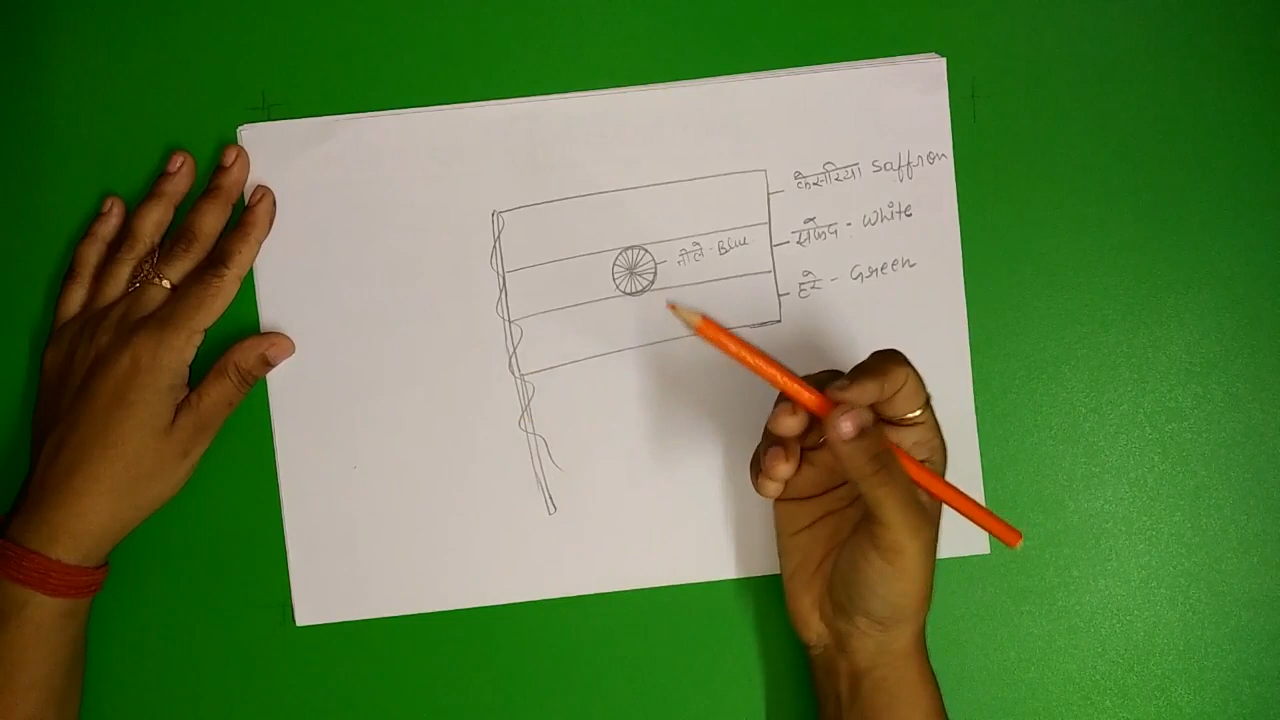 केसरिया saffron
सफेद - White
नीले - Blue
हरे - Green